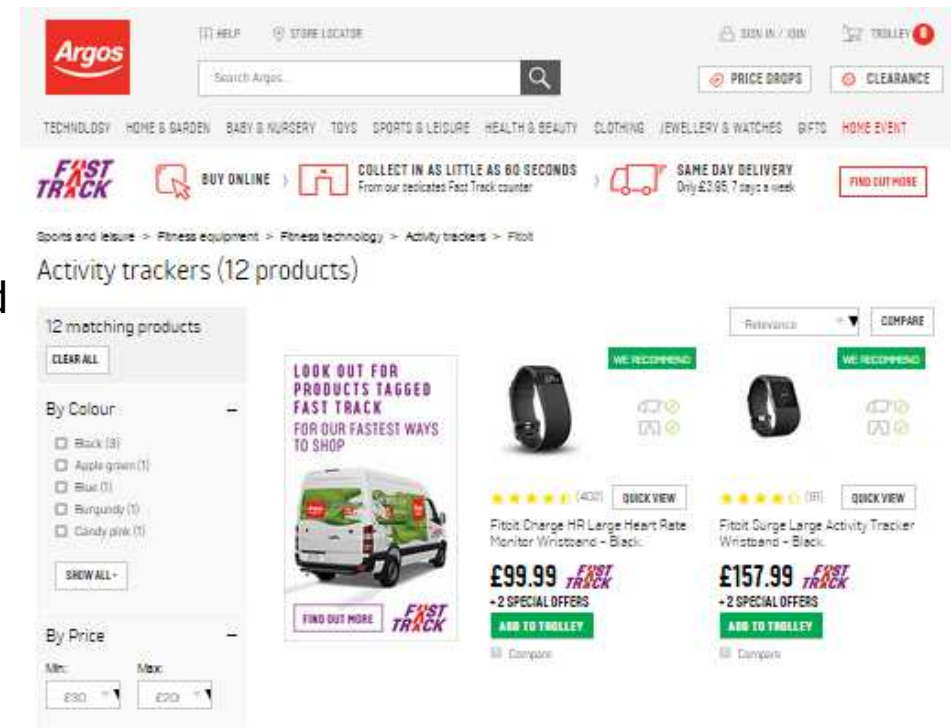 Argos
HELP
STORE LOCATOR
SIGN IN / JOIN
TROLLEY 0
Search Argos...
PRICE DROPS
CLEARANCE
TECHNOLOGY HOME & GARDEN BABY & NURSERY TOYS SPORTS & LEISURE HEALTH & BEAUTY CLOTHING JEWELLERY & WATCHES GIFTS HOME EVENT
FAST TRACK
BUY ONLINE
COLLECT IN AS LITTLE AS 60 SECONDS
From our dedicated Fast Track counter
SAME DAY DELIVERY
Only £3.95, 7 days a week
FIND OUT MORE
Sports and leisure > Fitness equipment > Fitness technology > Activity trackers > Fitbit
Activity trackers (12 products)
d
12 matching products
CLEAR ALL
Relevance
COMPARE
By Colour −
Black (8)
Apple green (1)
Blue (1)
Burgundy (1)
Candy pink (1)
SHOW ALL+
By Price −
Min: Max:
£30
LOOK OUT FOR
PRODUCTS TAGGED
FAST TRACK
FOR OUR FASTEST WAYS
TO SHOP
Argos
FIND OUT MORE
FAST TRACK
WE RECOMMEND
(402)
QUICK VIEW
Fitbit Charge HR Large Heart Rate
Monitor Wristband - Black.
£99.99 FAST TRACK
+2 SPECIAL OFFERS
ADD TO TROLLEY
Compare
WE RECOMMEND
(91)
QUICK VIEW
Fitbit Surge Large Activity Tracker
Wristband - Black.
£157.99 FAST TRACK
+2 SPECIAL OFFERS
ADD TO TROLLEY
Compare